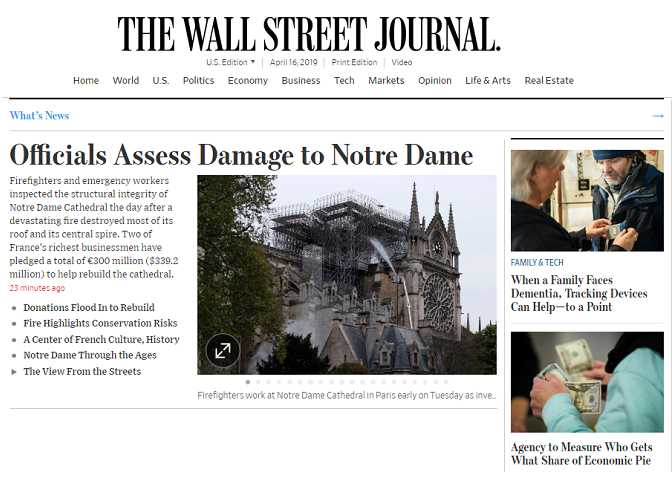 THE WALL STREET JOURNAL.
U.S. Edition ▼ | April 16, 2019 | Print Edition | Video
Home World U.S. Politics Economy Business Tech Markets Opinion Life & Arts Real Estate
What's News →
Officials Assess Damage to Notre Dame
Firefighters and emergency workers
inspected the structural integrity of
Notre Dame Cathedral the day after a
devastating fire destroyed most of its
roof and its central spire. Two of
France's richest businessmen have
pledged a total of €300 million ($339.2
million) to help rebuild the cathedral.
23 minutes ago
Donations Flood In to Rebuild
Fire Highlights Conservation Risks
A Center of French Culture, History
Notre Dame Through the Ages
The View From the Streets
Firefighters work at Notre Dame Cathedral in Paris early on Tuesday as inve..
FAMILY & TECH
When a Family Faces
Dementia, Tracking Devices
Can Help—to a Point
Agency to Measure Who Gets
What Share of Economic Pie